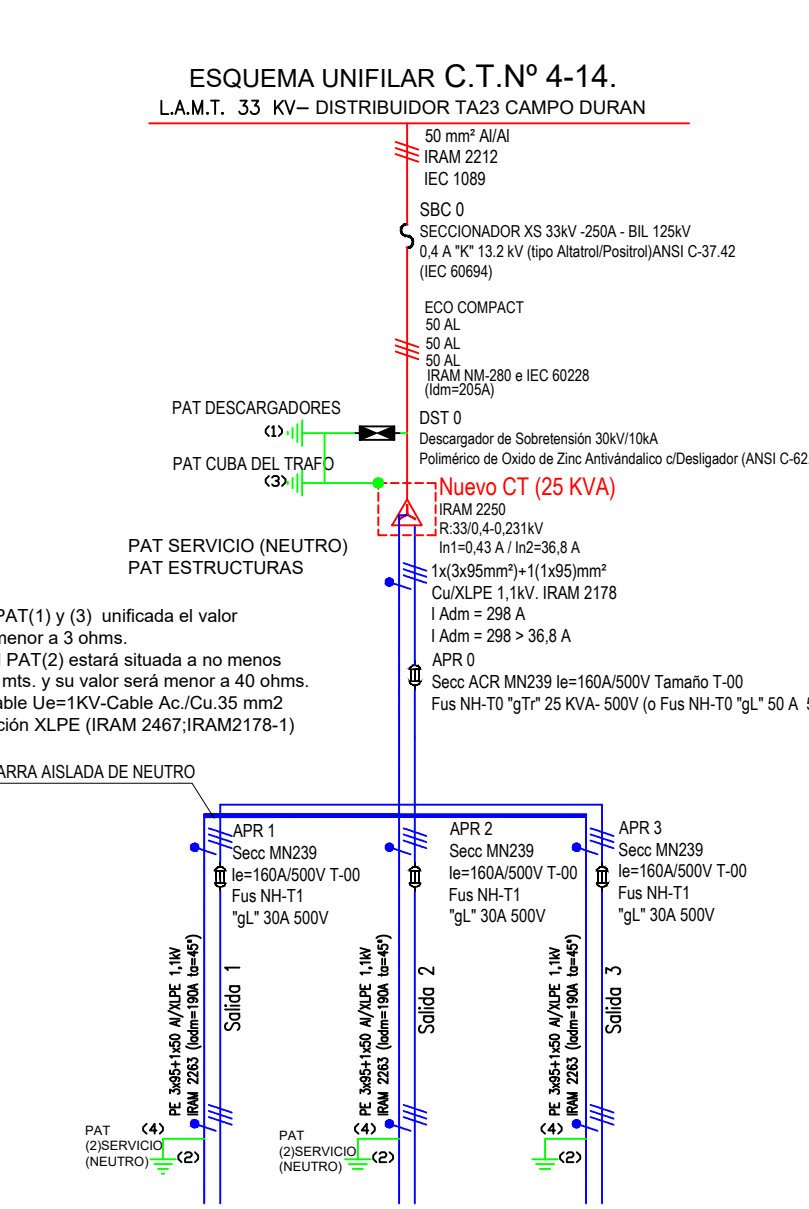 ESQUEMA UNIFILAR C.T.Nº 4-14.
L.A.M.T. 33 KV– DISTRIBUIDOR TA23 CAMPO DURAN
50 mm² Al/Al
IRAM 2212
IEC 1089
SBC 0
SECCIONADOR XS 33kV -250A - BIL 125kV
0,4 A "K" 13.2 kV (tipo Altatrol/Positrol)ANSI C-37.42
(IEC 60694)
ECO COMPACT
50 AL
50 AL
50 AL
IRAM NM-280 e IEC 60228
(Idm=205A)
PAT DESCARGADORES
(1)
DST 0
Descargador de Sobretensión 30kV/10kA
Polimérico de Oxido de Zinc Antivándalico c/Desligador (ANSI C-62
PAT CUBA DEL TRAFO
(3)
Nuevo CT (25 KVA)
IRAM 2250
R:33/0,4-0,231kV
In1=0,43 A / In2=36,8 A
PAT SERVICIO (NEUTRO)
PAT ESTRUCTURAS
1x(3x95mm²)+1(1x95)mm²
Cu/XLPE 1,1kV. IRAM 2178
I Adm = 298 A
I Adm = 298 > 36,8 A
PAT(1) y (3) unificada el valor
menor a 3 ohms.
PAT(2) estará situada a no menos
mts. y su valor será menor a 40 ohms.
able Ue=1KV-Cable Ac./Cu.35 mm2
ción XLPE (IRAM 2467;IRAM2178-1)
APR 0
Secc ACR MN239 Ie=160A/500V Tamaño T-00
Fus NH-T0 "gTr" 25 KVA- 500V (o Fus NH-T0 "gL" 50 A
ARRA AISLADA DE NEUTRO
APR 1
Secc MN239
Ie=160A/500V T-00
Fus NH-T1
"gL" 30A 500V
APR 2
Secc MN239
Ie=160A/500V T-00
Fus NH-T1
"gL" 30A 500V
APR 3
Secc MN239
Ie=160A/500V T-00
Fus NH-T1
"gL" 30A 500V
PE 3x95+1x50 Al/XLPE 1,1kV
IRAM 2263 (Iadm=190A ta=45°)
Salida 1
PE 3x95+1x50 Al/XLPE 1,1kV
IRAM 2263 (Iadm=190A ta=45°)
Salida 2
PE 3x95+1x50 Al/XLPE 1,1kV
IRAM 2263 (Iadm=190A ta=45°)
Salida 3
PAT
(2)SERVICIO
(NEUTRO)
(4)
(2)
PAT
(2)SERVICIO
(NEUTRO)
(4)
(2)
(4)
(2)